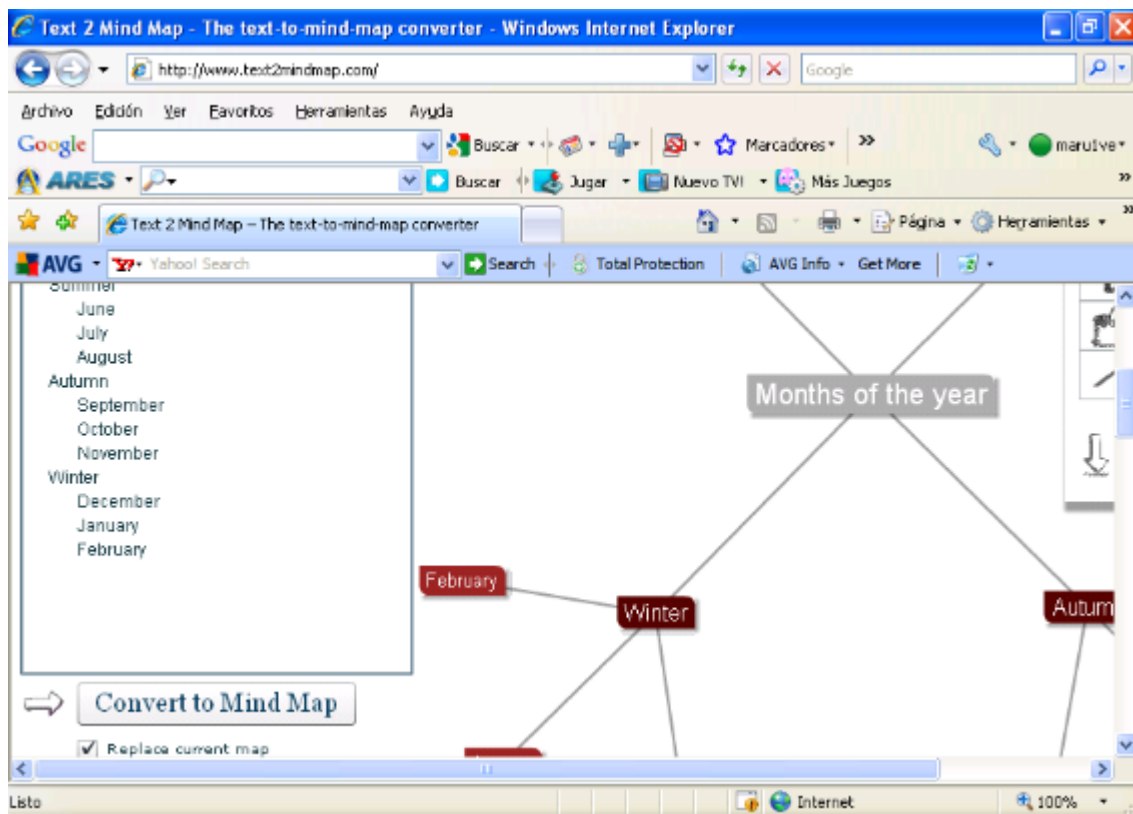 Text 2 Mind Map - The text-to-mind-map converter - Windows Internet Explorer
http://www.text2mindmap.com/ Google
Archivo Edición Ver Favoritos Herramientas Ayuda
Google Buscar Marcadores maru1ve
ARES Buscar Jugar Nuevo TV! Más Juegos
Text 2 Mind Map – The text-to-mind-map converter Página Herramientas
AVG Yahoo! Search Search Total Protection AVG Info Get More
Summer
June
July
August
Autumn
September
October
November
Winter
December
January
February
Convert to Mind Map
Replace current map
Months of the year
February
Winter
Autum
Listo Internet 100%